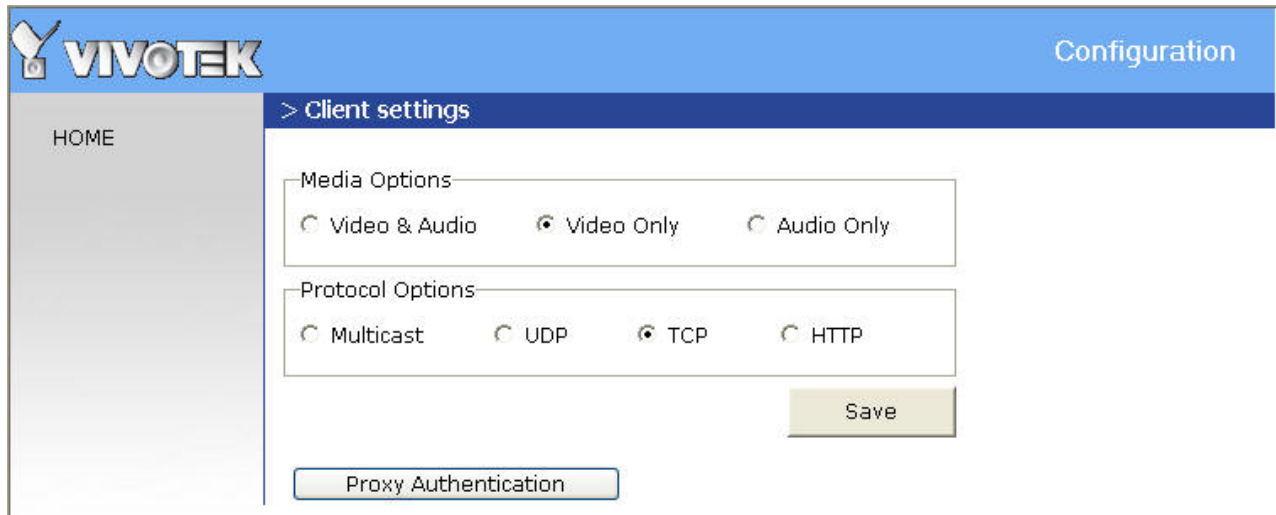 VIVOTEK
Configuration
> Client settings
HOME
Media Options
Video & Audio Video Only Audio Only
Protocol Options
Multicast UDP TCP HTTP
Save
Proxy Authentication